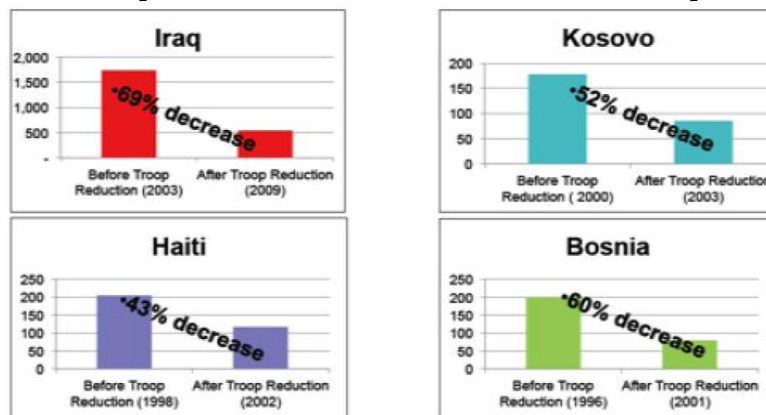 Iraq
2,000
1,500
1,000
500
-
•69% decrease
Before Troop Reduction (2003)
After Troop Reduction (2009)
Kosovo
200
150
100
50
0
•52% decrease
Before Troop Reduction ( 2000)
After Troop Reduction (2003)
Haiti
250
200
150
100
50
0
•43% decrease
Before Troop Reduction (1998)
After Troop Reduction (2002)
Bosnia
250
200
150
100
50
0
•60% decrease
Before Troop Reduction (1996)
After Troop Reduction (2001)